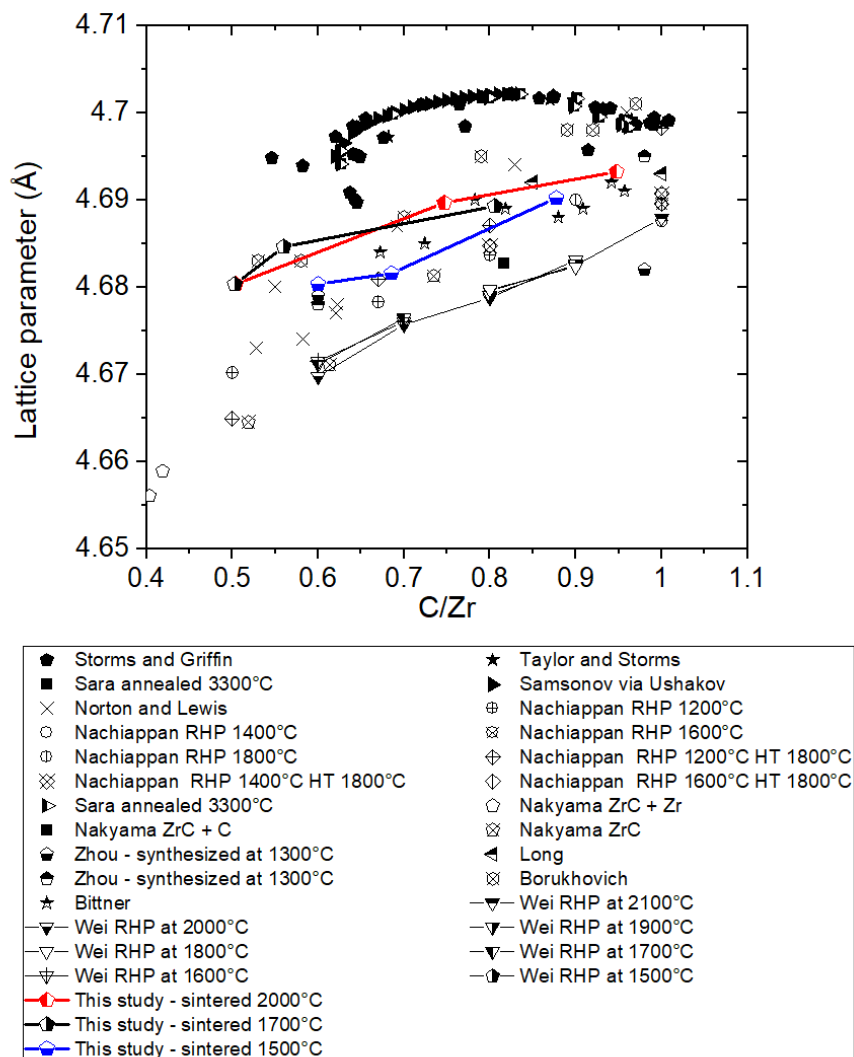 4.71
4.7
4.69
4.68
4.67
4.66
4.65
Lattice parameter (Å)
0.4 0.5 0.6 0.7 0.8 0.9 1 1.1
C/Zr
Storms and Griffin Taylor and Storms
Sara annealed 3300°C Samsonov via Ushakov
Norton and Lewis Nachiappan RHP 1200°C
Nachiappan RHP 1400°C Nachiappan RHP 1600°C
Nachiappan RHP 1800°C Nachiappan RHP 1200°C HT 1800°C
Nachiappan RHP 1400°C HT 1800°C Nachiappan RHP 1600°C HT 1800°C
Sara annealed 3300°C Nakyama ZrC + Zr
Nakyama ZrC + C Nakyama ZrC
Zhou - synthesized at 1300°C Long
Zhou - synthesized at 1300°C Borukhovich
Bittner Wei RHP at 2100°C
Wei RHP at 2000°C Wei RHP at 1900°C
Wei RHP at 1800°C Wei RHP at 1700°C
Wei RHP at 1600°C Wei RHP at 1500°C
This study - sintered 2000°C
This study - sintered 1700°C
This study - sintered 1500°C